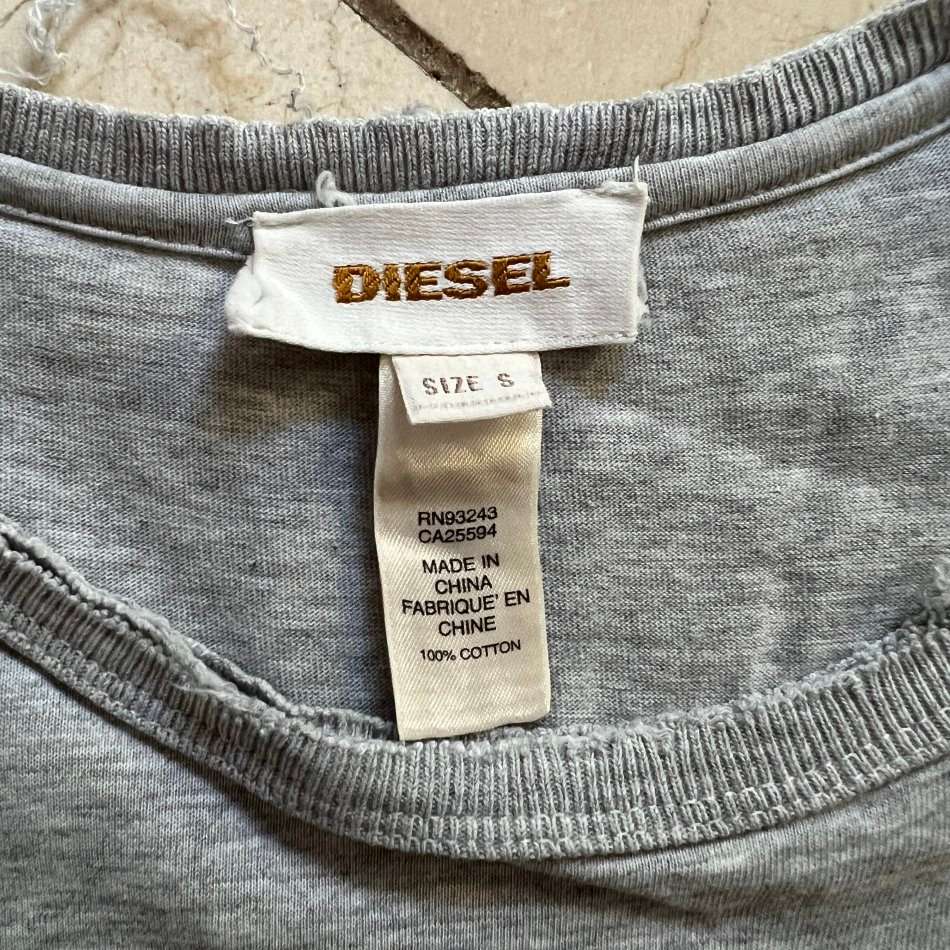 DIESEL
SIZE S
RN93243
CA25594
MADE IN
CHINA
FABRIQUE' EN
CHINE
100% COTTON